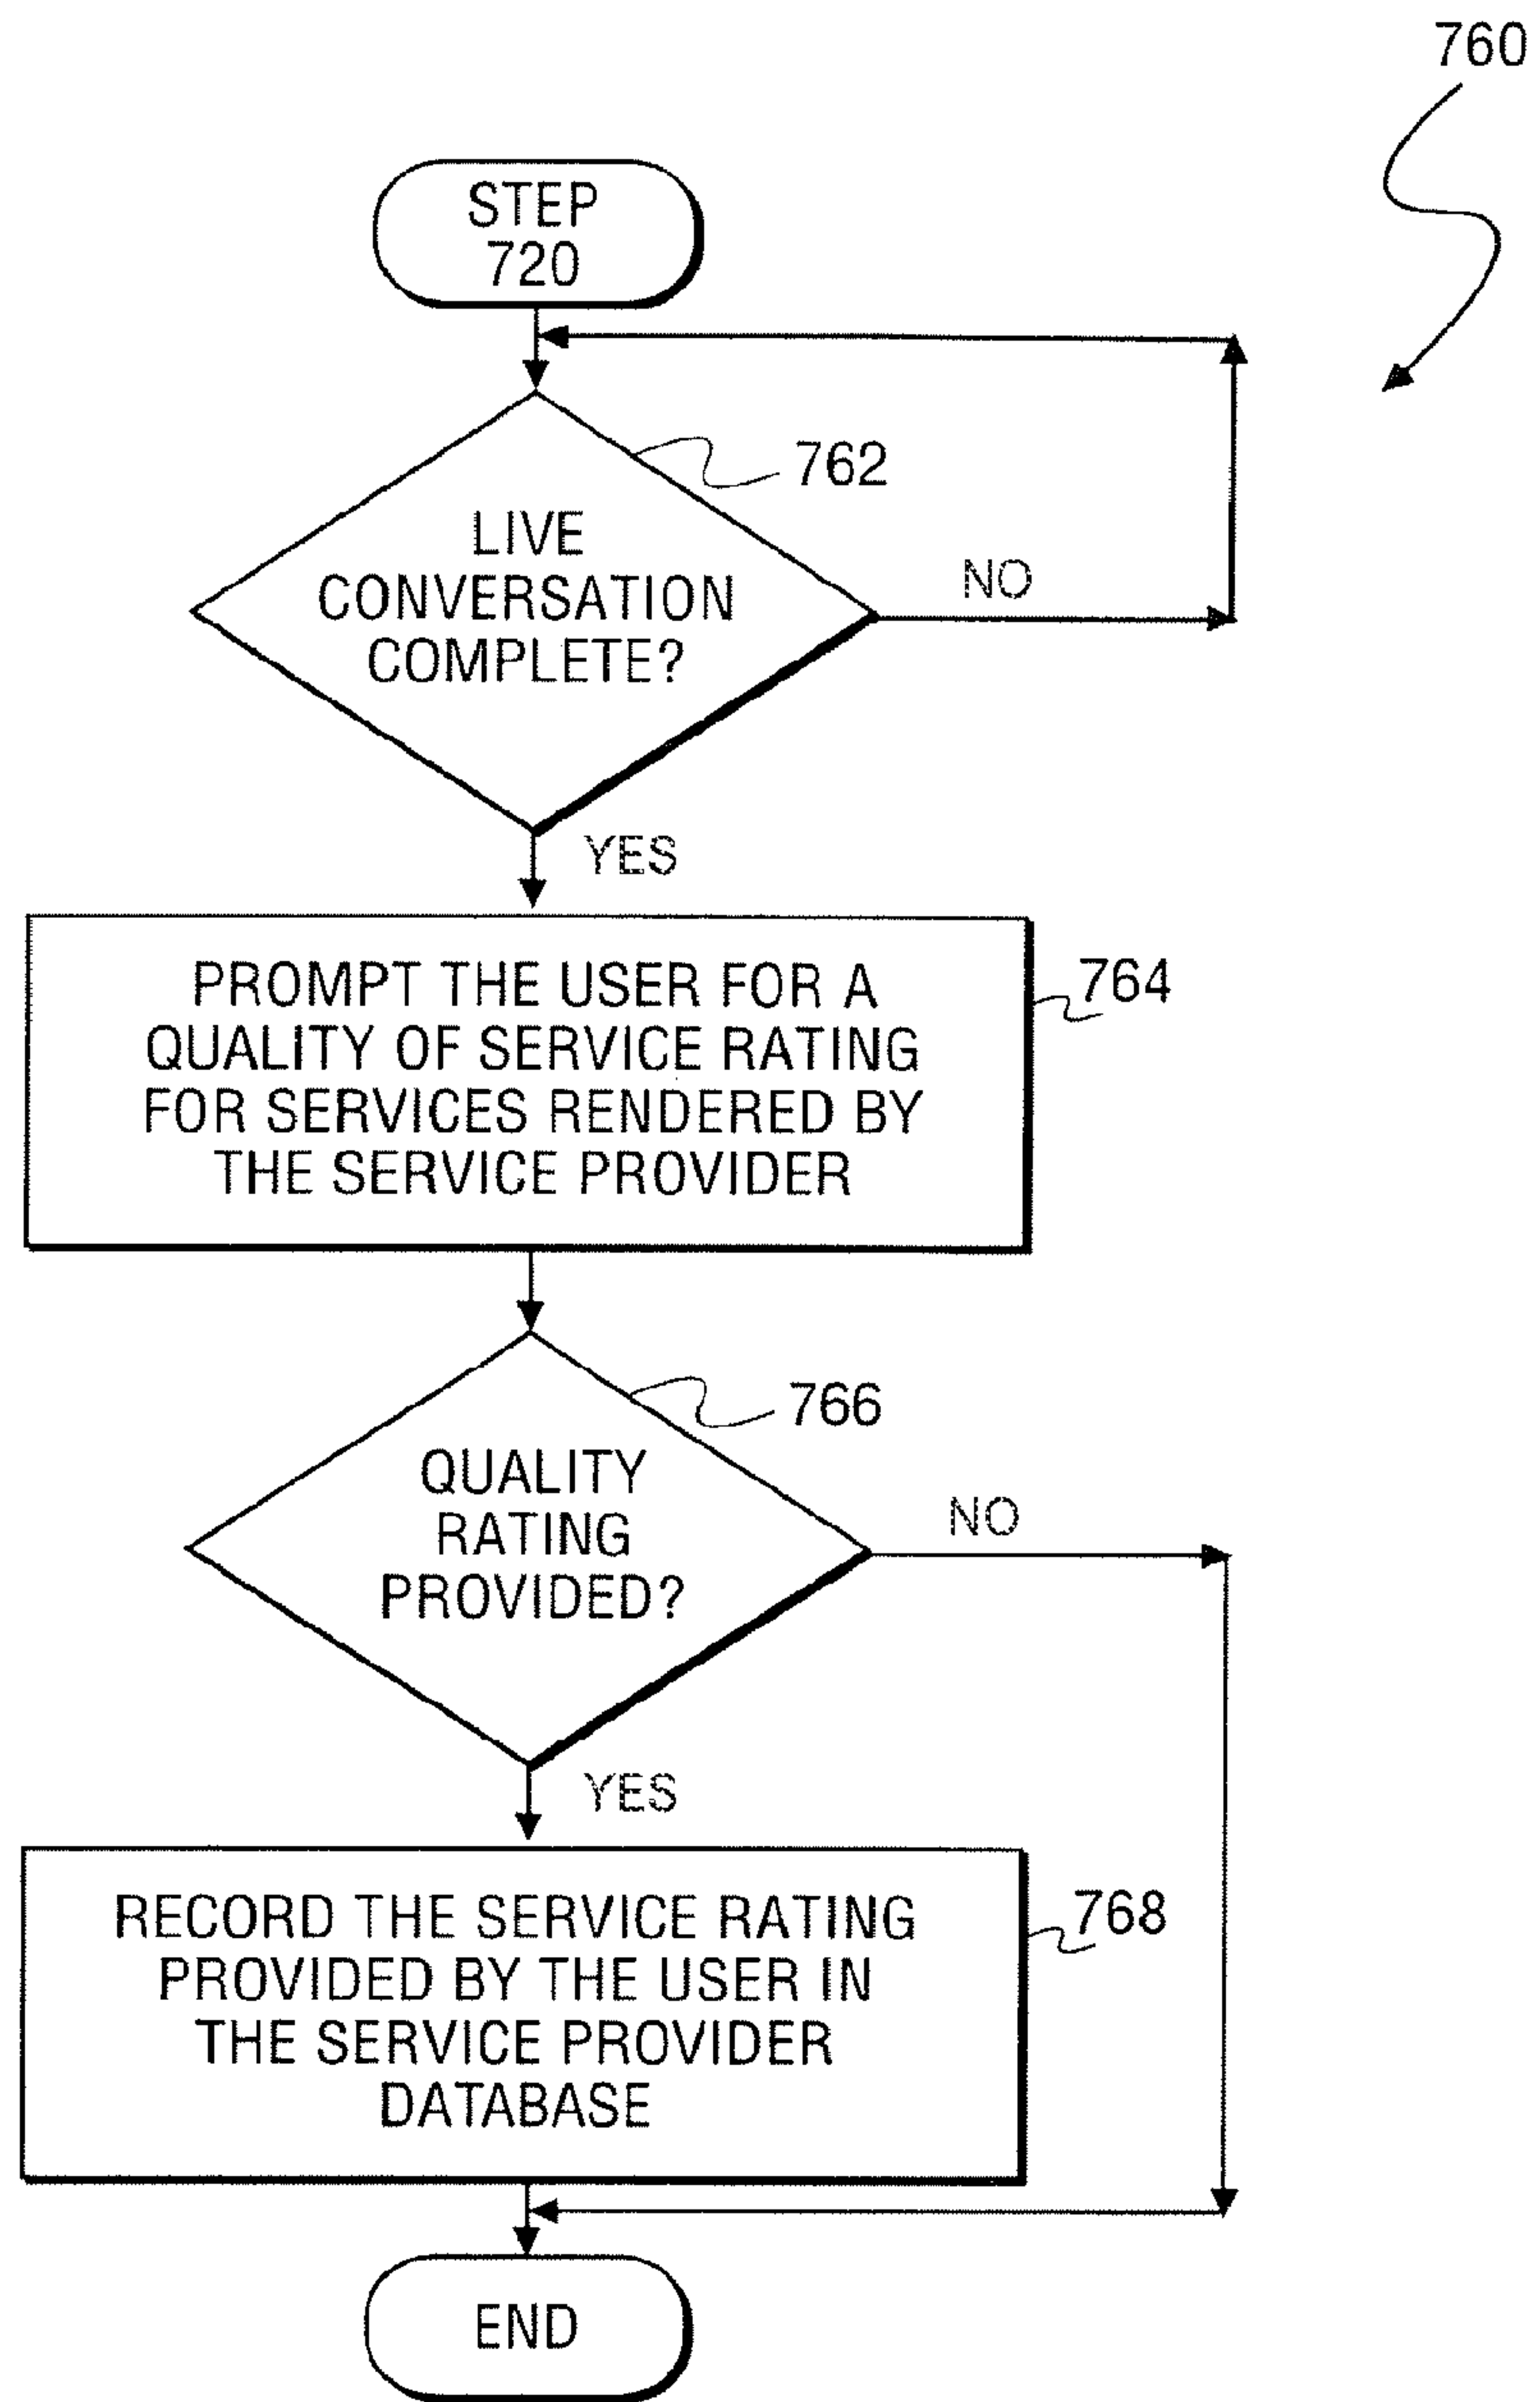 760
STEP
720
762
LIVE
CONVERSATION
COMPLETE?
NO
YES
PROMPT THE USER FOR A
QUALITY OF SERVICE RATING
FOR SERVICES RENDERED BY
THE SERVICE PROVIDER
764
766
QUALITY
RATING
PROVIDED?
NO
YES
RECORD THE SERVICE RATING
PROVIDED BY THE USER IN
THE SERVICE PROVIDER
DATABASE
768
END